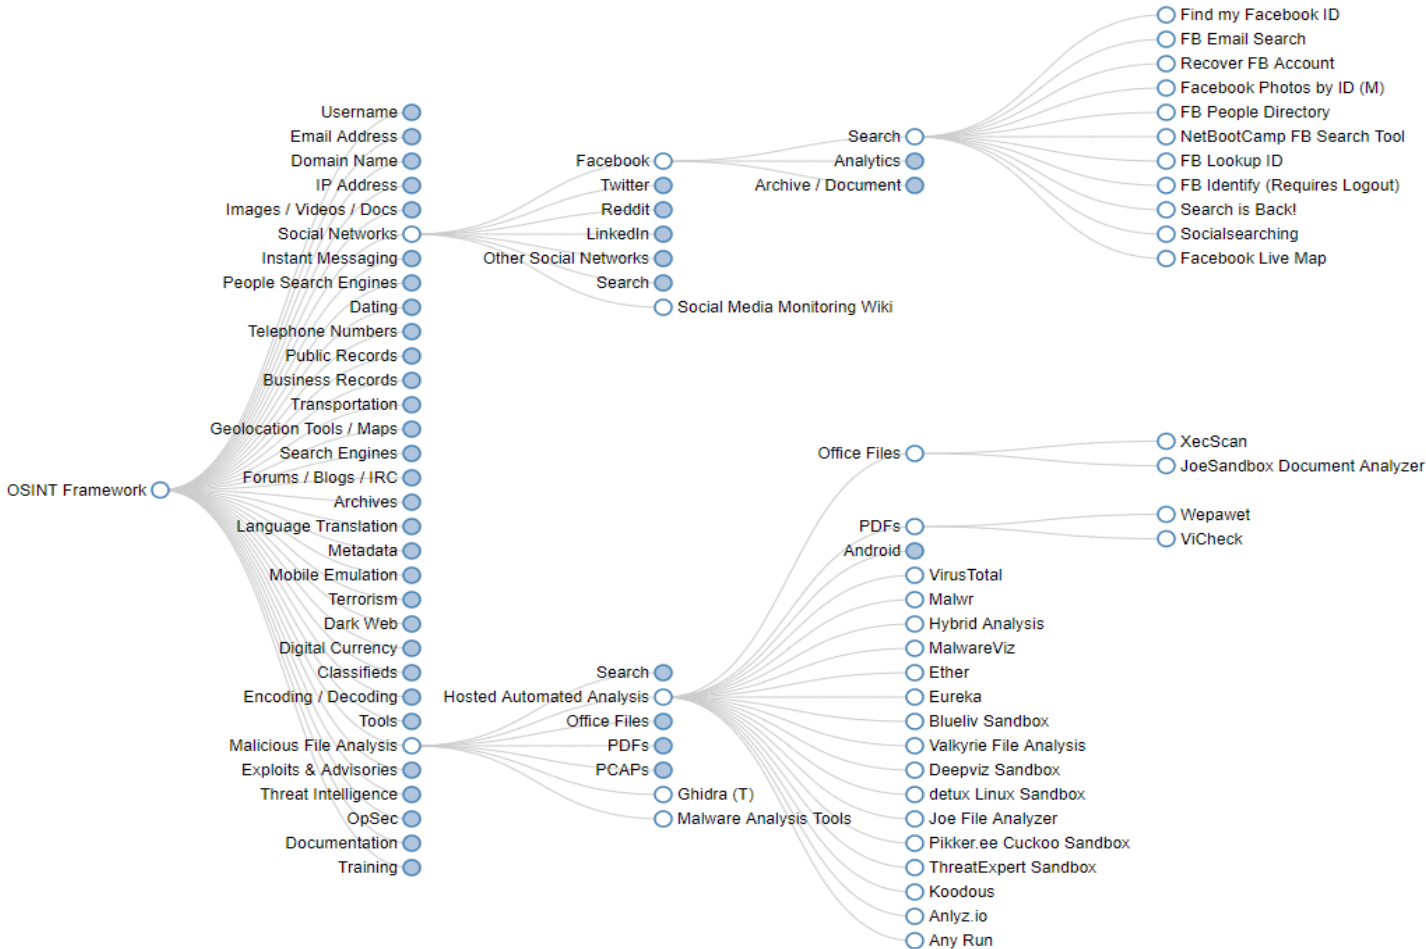 OSINT Framework
Username
Email Address
Domain Name
IP Address
Images / Videos / Docs
Social Networks
Instant Messaging
People Search Engines
Dating
Telephone Numbers
Public Records
Business Records
Transportation
Geolocation Tools / Maps
Search Engines
Forums / Blogs / IRC
Archives
Language Translation
Metadata
Mobile Emulation
Terrorism
Dark Web
Digital Currency
Classifieds
Encoding / Decoding
Tools
Malicious File Analysis
Exploits & Advisories
Threat Intelligence
OpSec
Documentation
Training
Facebook
Twitter
Reddit
LinkedIn
Other Social Networks
Search
Social Media Monitoring Wiki
Search
Analytics
Archive / Document
Find my Facebook ID
FB Email Search
Recover FB Account
Facebook Photos by ID (M)
FB People Directory
NetBootCamp FB Search Tool
FB Lookup ID
FB Identify (Requires Logout)
Search is Back!
Socialsearching
Facebook Live Map
Search
Hosted Automated Analysis
Office Files
PDFs
PCAPs
Ghidra (T)
Malware Analysis Tools
Office Files
PDFs
Android
VirusTotal
Malwr
Hybrid Analysis
MalwareViz
Ether
Eureka
Blueliv Sandbox
Valkyrie File Analysis
Deepviz Sandbox
detux Linux Sandbox
Joe File Analyzer
Pikker.ee Cuckoo Sandbox
ThreatExpert Sandbox
Koodous
Anlyz.io
Any Run
XecScan
JoeSandbox Document Analyzer
Wepawet
ViCheck